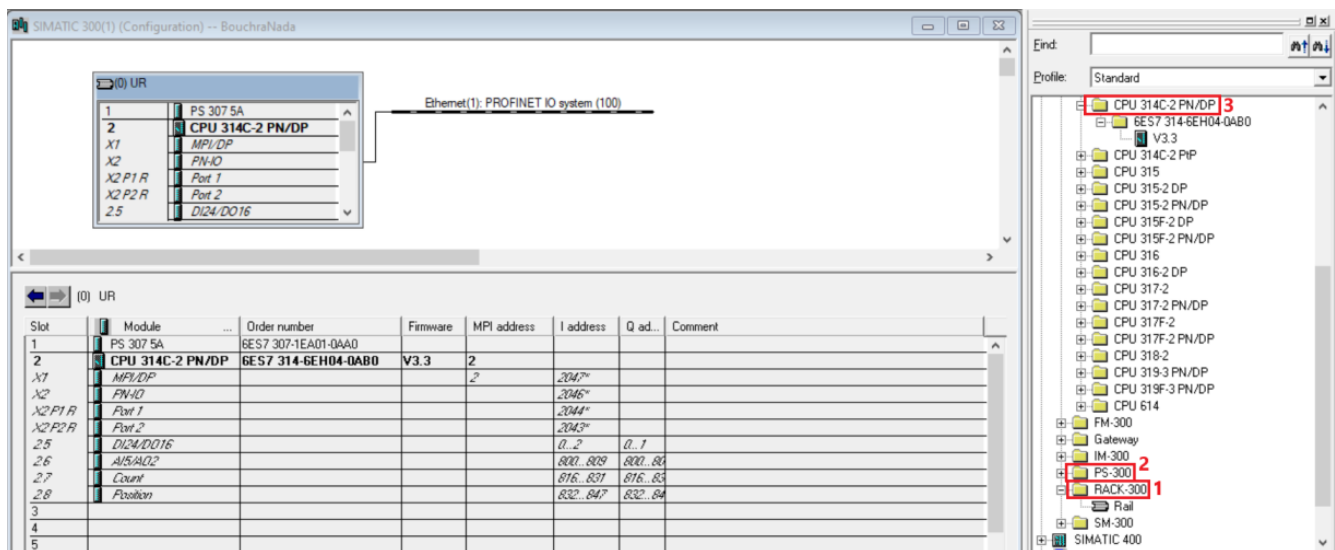 SIMATIC 300(1) (Configuration) -- BouchraNada
(0) UR
1 PS 307 5A
2 CPU 314C-2 PN/DP
X1 MPI/DP
X2 PN-IO
X2 P1 R Port 1
X2 P2 R Port 2
2.5 DI24/DO16
Ethernet(1): PROFINET IO system (100)
(0) UR
Slot Module ... Order number Firmware MPI address I address Q ad... Comment
1 PS 307 5A 6ES7 307-1EA01-0AA0
2 CPU 314C-2 PN/DP 6ES7 314-6EH04-0AB0 V3.3 2
X1 MPI/DP 2 2047*
X2 PN-IO 2046*
X2 P1 R Port 1 2044*
X2 P2 R Port 2 2043*
2.5 DI24/DO16 0...2 0...1
2.6 AI5/AO2 800...809 800...80
2.7 Count 816...831 816...83
2.8 Position 832...847 832...84
3
4
5
Find:
Profile: Standard
CPU 314C-2 PN/DP 3
6ES7 314-6EH04-0AB0
V3.3
CPU 314C-2 PtP
CPU 315
CPU 315-2 DP
CPU 315-2 PN/DP
CPU 315F-2 DP
CPU 315F-2 PN/DP
CPU 316
CPU 316-2 DP
CPU 317-2
CPU 317-2 PN/DP
CPU 317F-2
CPU 317F-2 PN/DP
CPU 318-2
CPU 319-3 PN/DP
CPU 319F-3 PN/DP
CPU 614
FM-300
Gateway
IM-300
PS-300 2
RACK-300 1
Rail
SM-300
SIMATIC 400